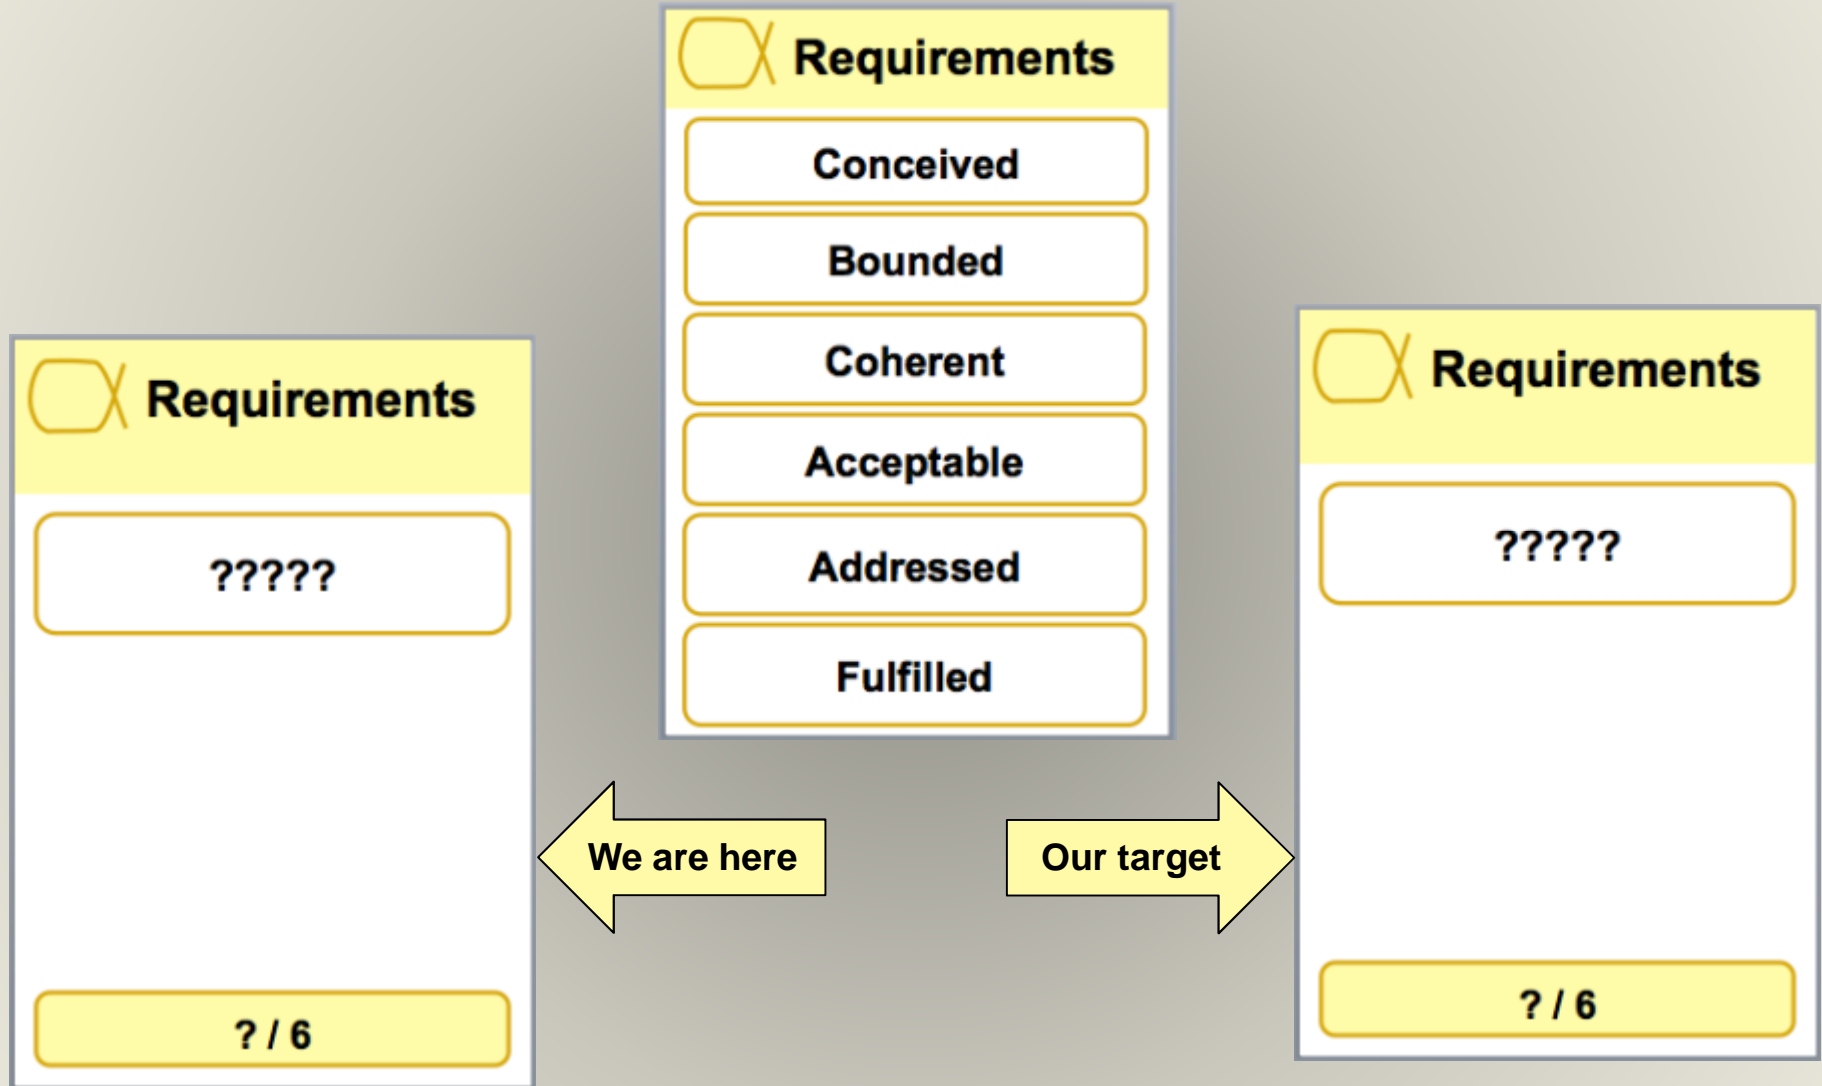 Requirements
Conceived
Bounded
Coherent
Acceptable
Addressed
Fulfilled
Requirements
?????
? / 6
We are here
Our target
Requirements
?????
? / 6